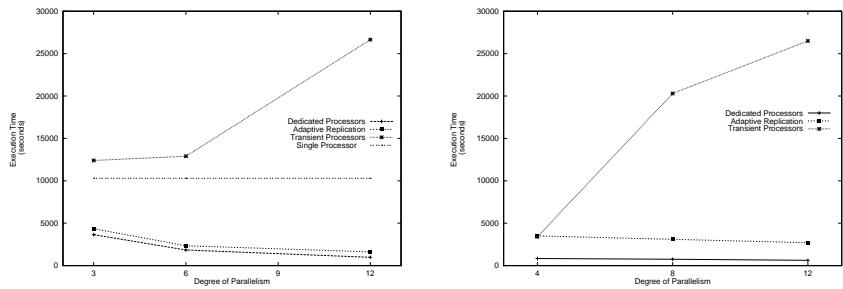 30000
25000
20000
15000
10000
5000
0
Execution Time
(seconds)
Dedicated Processors
Adaptive Replication
Transient Processors
Single Processor
3 6 9 12
Degree of Parallelism
30000
25000
20000
15000
10000
5000
0
Execution Time
(seconds)
Dedicated Processors
Adaptive Replication
Transient Processors
4 8 12
Degree of Parallelism